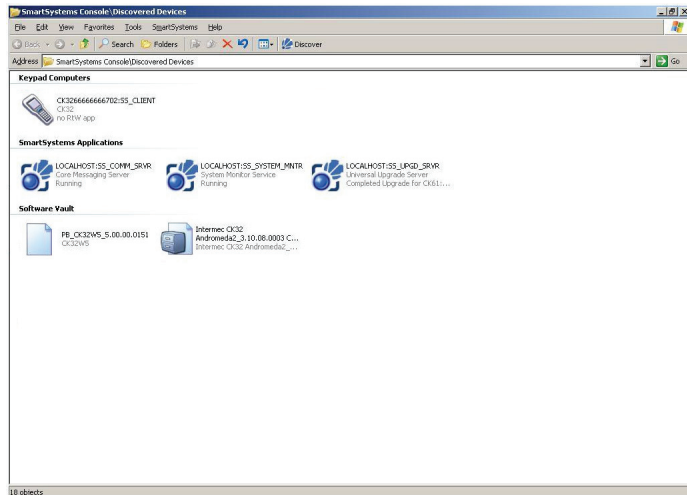 SmartSystems Console\Discovered Devices
File Edit View Favorites Tools SmartSystems Help
Back Search Folders Discover
Address SmartSystems Console\Discovered Devices Go
Keypad Computers
CK3266666666702:SS_CLIENT
CK32
no RtW app
SmartSystems Applications
LOCALHOST:SS_COMM_SRVR
Core Messaging Server
Running
LOCALHOST:SS_SYSTEM_MNTR
System Monitor Service
Running
LOCALHOST:SS_UPGD_SRVR
Universal Upgrade Server
Completed Upgrade for CK61:...
Software Vault
PB_CK32W5_5.00.00.0151
CK32W5
Intermec CK32
Andromeda2_3.10.08.0003 C...
Intermec CK32 Andromeda2_...
18 objects